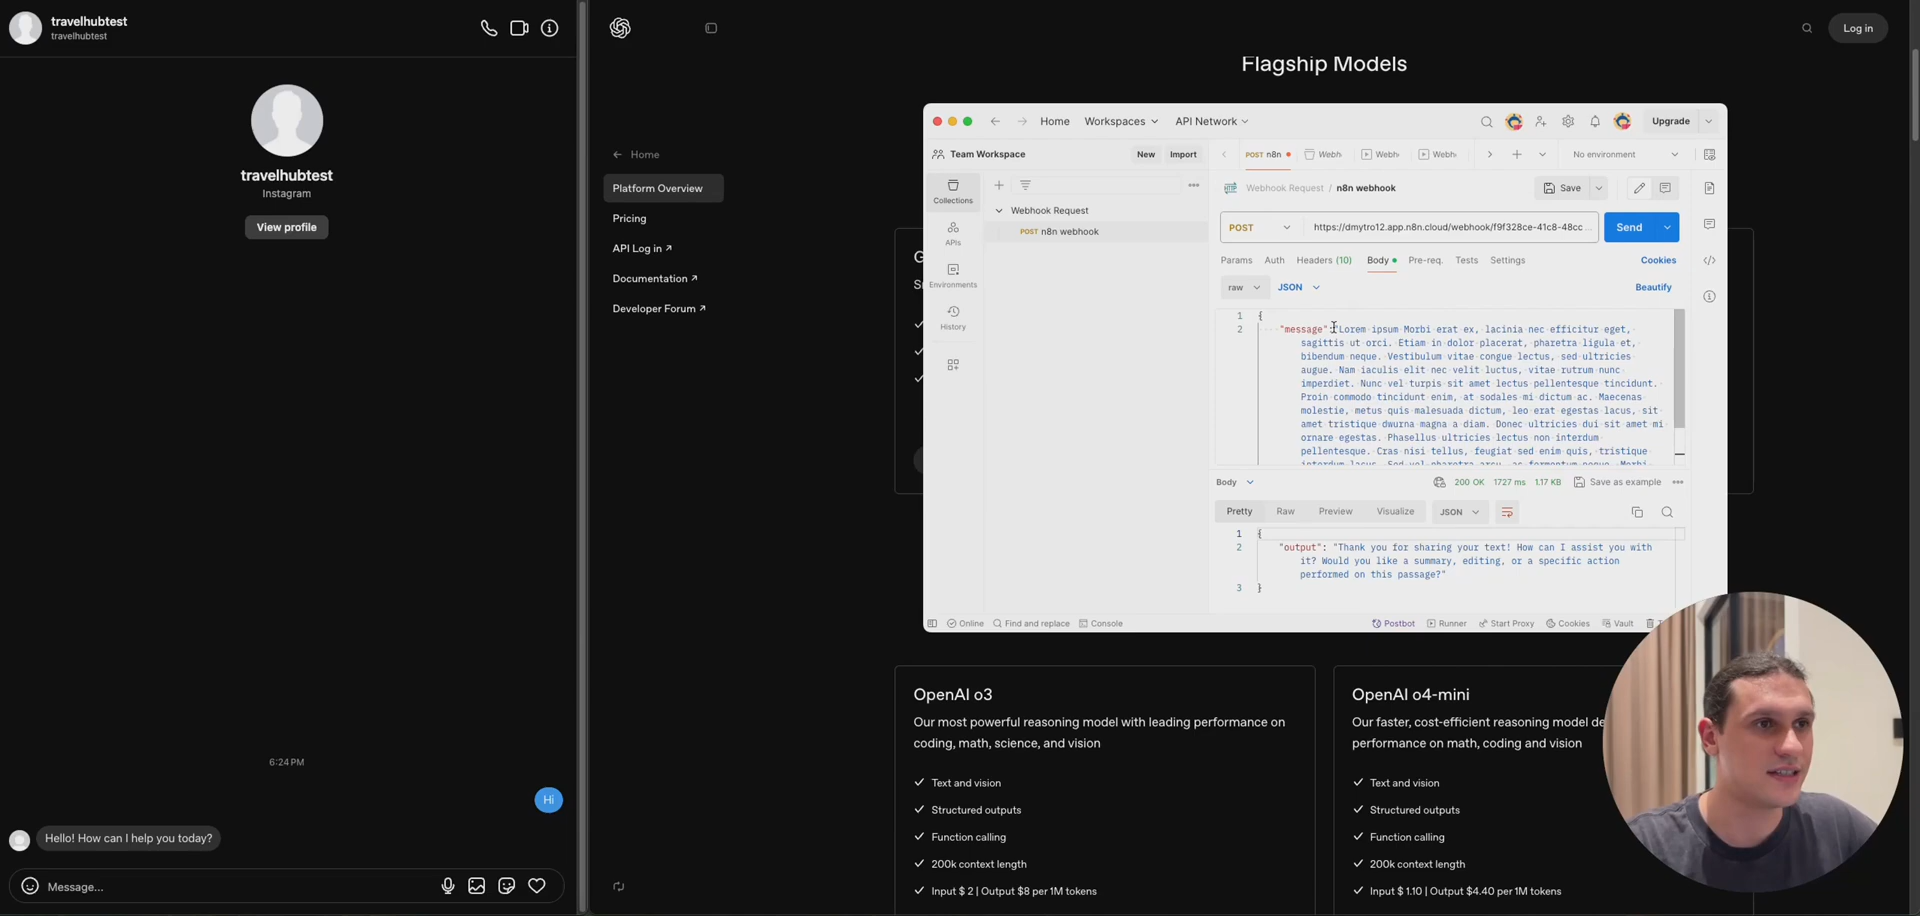 travelhubtest
travelhubtest
travelhubtest
Instagram
View profile
6:24 PM
Hi
Hello! How can I help you today?
Message...
Log in
Flagship Models
Home
Platform Overview
Pricing
API Log in
Documentation
Developer Forum
Home
Workspaces
API Network
Upgrade
Team Workspace
New
Import
POST n8n
Webh
Webh
Webh
No environment
Collections
APIs
Environments
History
Webhook Request
POST n8n webhook
HTTP
Webhook Request / n8n webhook
Save
POST
https://dmytro12.app.n8n.cloud/webhook/f9f328ce-41c8-48cc ...
Send
Params
Auth
Headers (10)
Body
Pre-req.
Tests
Settings
Cookies
raw
JSON
Beautify
1 {
2 "message":"Lorem ipsum Morbi erat ex, lacinia nec efficitur eget,
sagittis ut orci. Etiam in dolor placerat, pharetra ligula et,
bibendum neque. Vestibulum vitae congue lectus, sed ultricies
augue. Nam iaculis elit nec velit luctus, vitae rutrum nunc
imperdiet. Nunc vel turpis sit amet lectus pellentesque tincidunt.
Proin commodo tincidunt enim, at sodales mi dictum ac. Maecenas
molestie, metus quis malesuada dictum, leo erat egestas lacus, sit
amet tristique dwurna magna a diam. Donec ultricies dui sit amet mi
ornare egestas. Phasellus ultricies lectus non interdum
pellentesque. Cras nisi tellus, feugiat sed enim quis, tristique
Body
200 OK
1727 ms
1.17 KB
Save as example
Pretty
Raw
Preview
Visualize
JSON
1 {
2 "output": "Thank you for sharing your text! How can I assist you with
it? Would you like a summary, editing, or a specific action
performed on this passage?"
3 }
Online
Find and replace
Console
Postbot
Runner
Start Proxy
Cookies
Vault
OpenAI o3
Our most powerful reasoning model with leading performance on
coding, math, science, and vision
Text and vision
Structured outputs
Function calling
200k context length
Input $ 2 | Output $8 per 1M tokens
OpenAI o4-mini
Our faster, cost-efficient reasoning model
performance on math, coding and vision
Text and vision
Structured outputs
Function calling
200k context length
Input $ 1.10 | Output $4.40 per 1M tokens